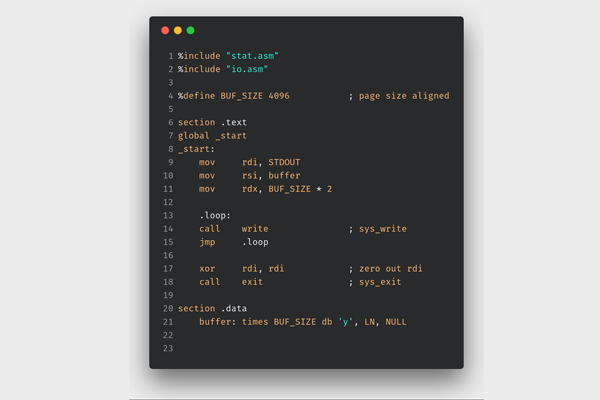 1 %include "stat.asm"
2 %include "io.asm"
3
4 %define BUF_SIZE 4096 ; page size aligned
5
6 section .text
7 global _start
8 _start:
9 mov rdi, STDOUT
10 mov rsi, buffer
11 mov rdx, BUF_SIZE * 2
12
13 .loop:
14 call write ; sys_write
15 jmp .loop
16
17 xor rdi, rdi ; zero out rdi
18 call exit ; sys_exit
19
20 section .data
21 buffer: times BUF_SIZE db 'y', LN, NULL
22
23